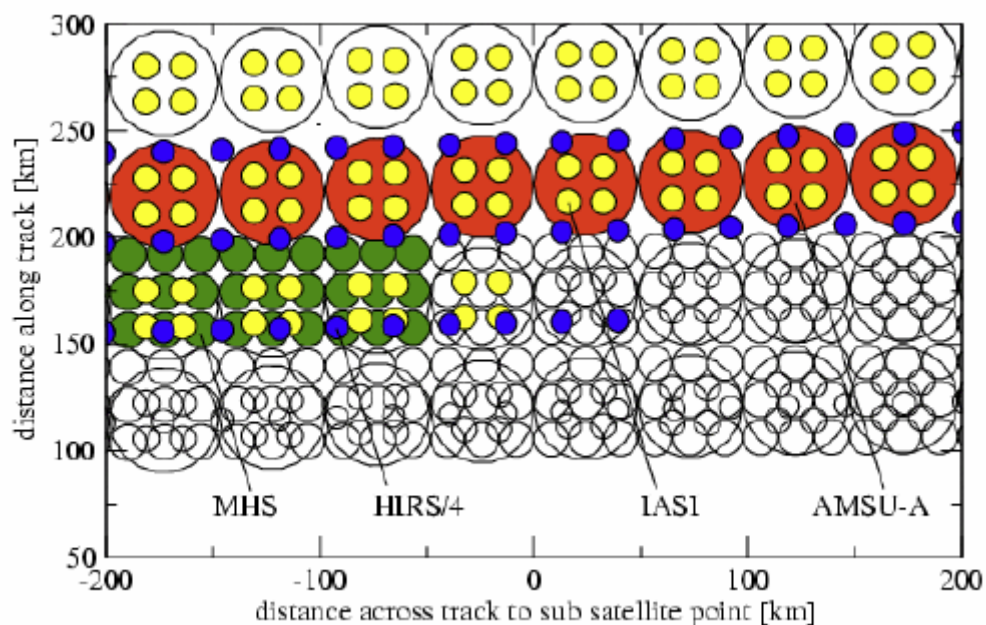 300
250
200
150
100
50
distance along track [km]
MHS
HIRS/4
IASI
AMSU-A
-200
-100
0
100
200
distance across track to sub satellite point [km]